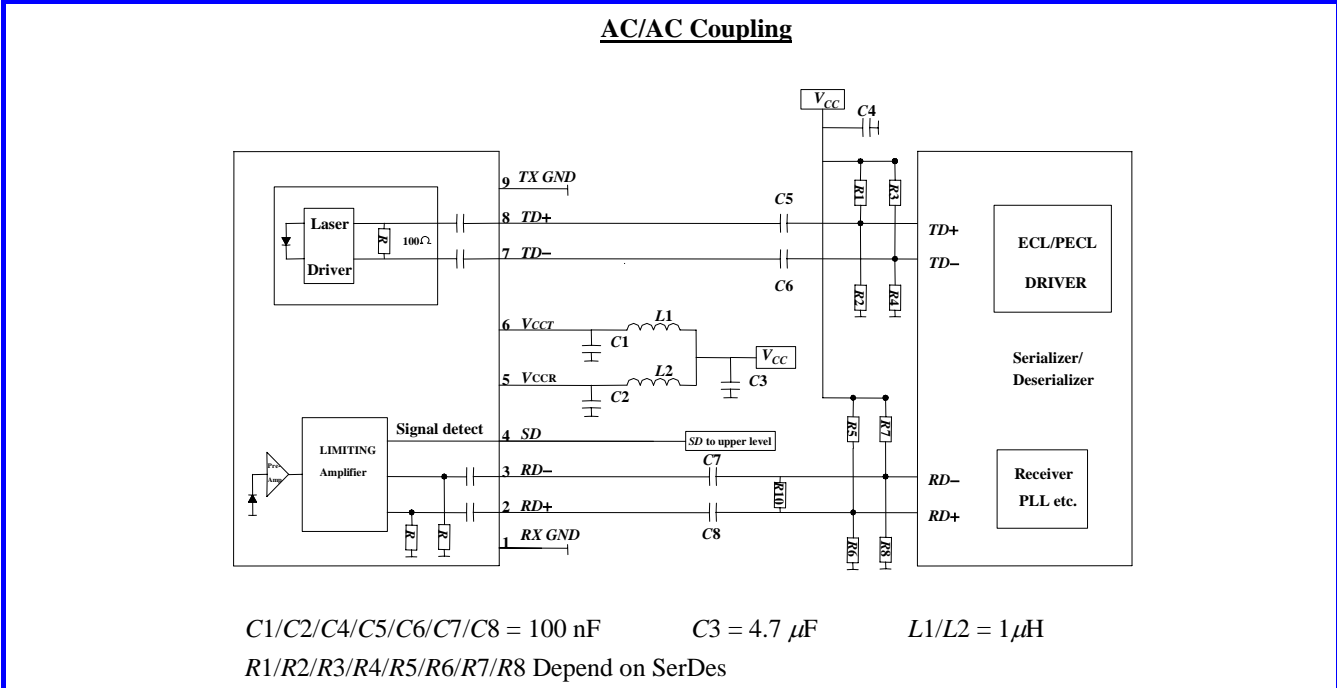 AC/AC Coupling
VCC
C4
9 TX GND
R1
R3
C5
Laser
Driver
R
100Ω
8 TD+
TD+
ECL/PECL
DRIVER
7 TD−
TD−
C6
R2
R4
6 VCCT
L1
C1
VCC
Serializer/
Deserializer
5 VCCR
L2
C2
C3
Signal detect
4 SD
SD to upper level
R5
R7
LIMITING
Amplifier
Pre-
Amp
C7
3 RD−
R10
RD−
Receiver
PLL etc.
2 RD+
RD+
C8
R
R
1 RX GND
R6
R8
C1/C2/C4/C5/C6/C7/C8 = 100 nF C3 = 4.7 μF L1/L2 = 1μH
R1/R2/R3/R4/R5/R6/R7/R8 Depend on SerDes